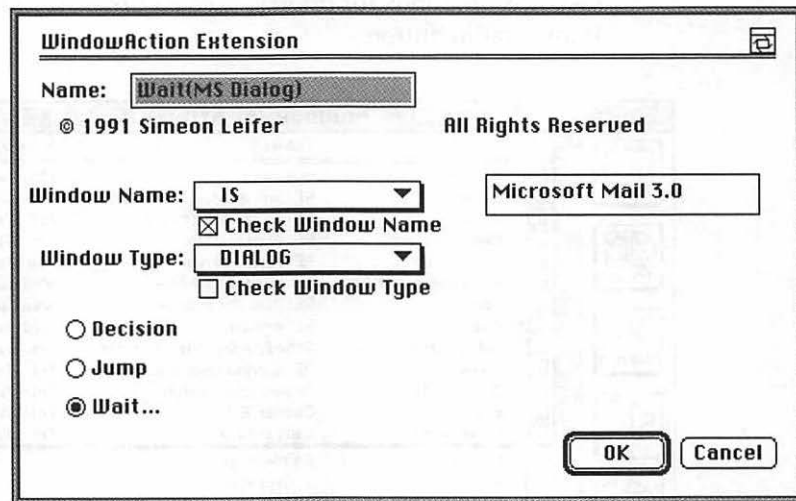 WindowAction Extension
Name: Wait(MS Dialog)
© 1991 Simeon Leifer All Rights Reserved
Window Name: IS Microsoft Mail 3.0
Check Window Name
Window Type: DIALOG
Check Window Type
Decision
Jump
Wait...
OK Cancel